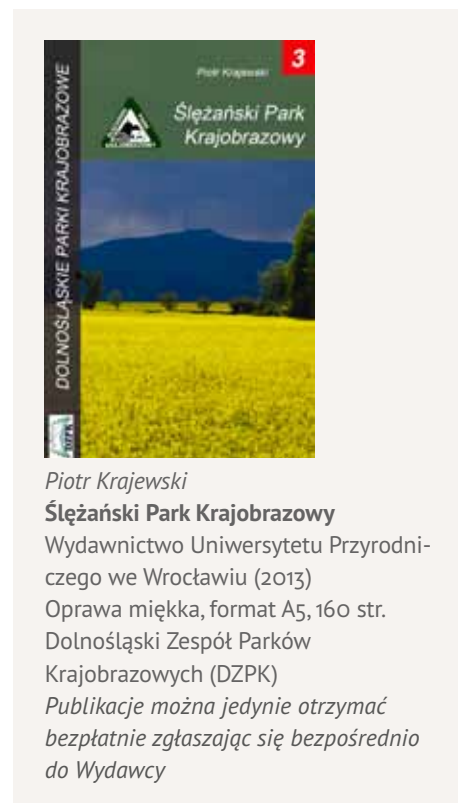 3
Piotr Krajewski
Ślężański Park
Krajobrazowy
DOLNOŚLĄSKIE PARKI KRAJOBRAZOWE
DZPK
Piotr Krajewski
Ślężański Park Krajobrazowy
Wydawnictwo Uniwersytetu Przyrodni-
czego we Wrocławiu (2013)
Oprawa miękka, format A5, 160 str.
Dolnośląski Zespół Parków
Krajobrazowych (DZPK)
Publikacje można jedynie otrzymać
bezpłatnie zgłaszając się bezpośrednio
do Wydawcy